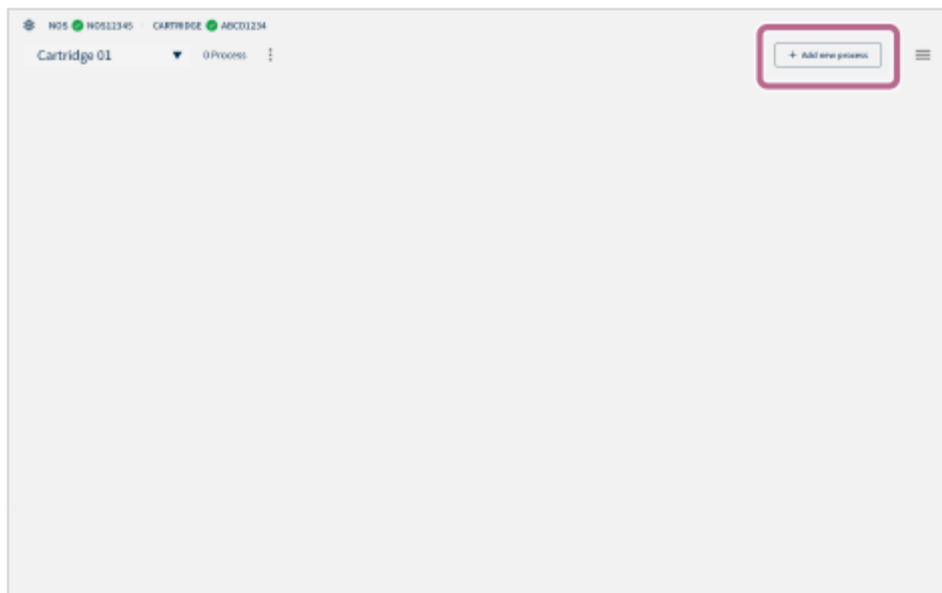 NOS NOS12345 CARTRIDGE ABCD1234
Cartridge 01 0 Process + Add new process